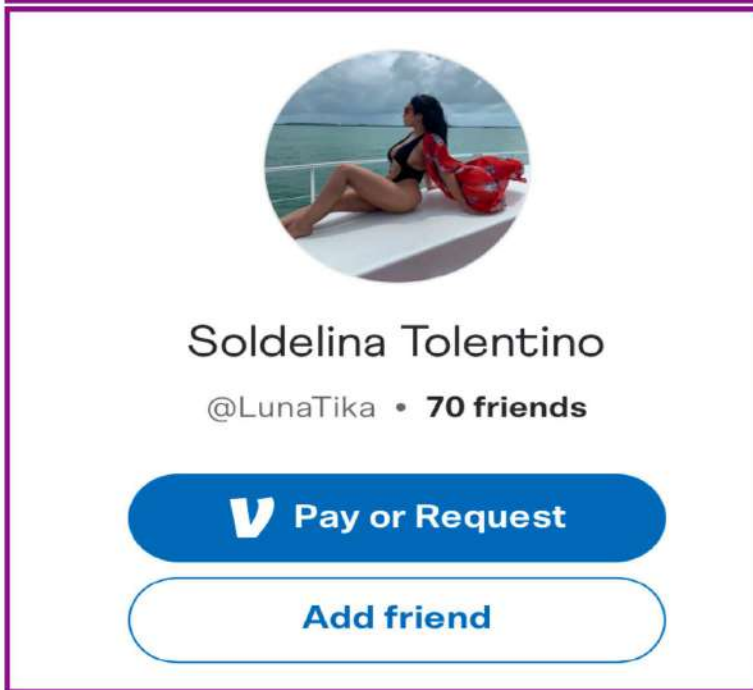 Soldelina Tolentino
@LunaTika • 70 friends
Pay or Request
Add friend